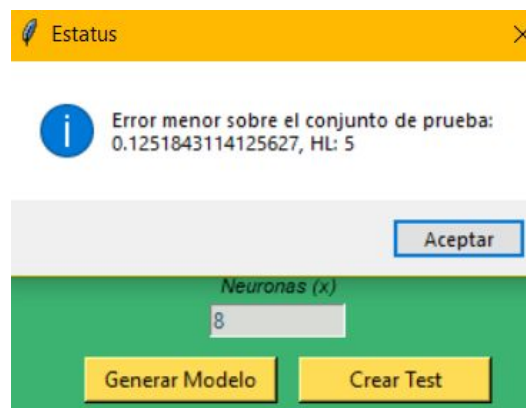 Estatus
Error menor sobre el conjunto de prueba:
0.1251843114125627, HL: 5
Aceptar
Neuronas (x)
8
Generar Modelo
Crear Test